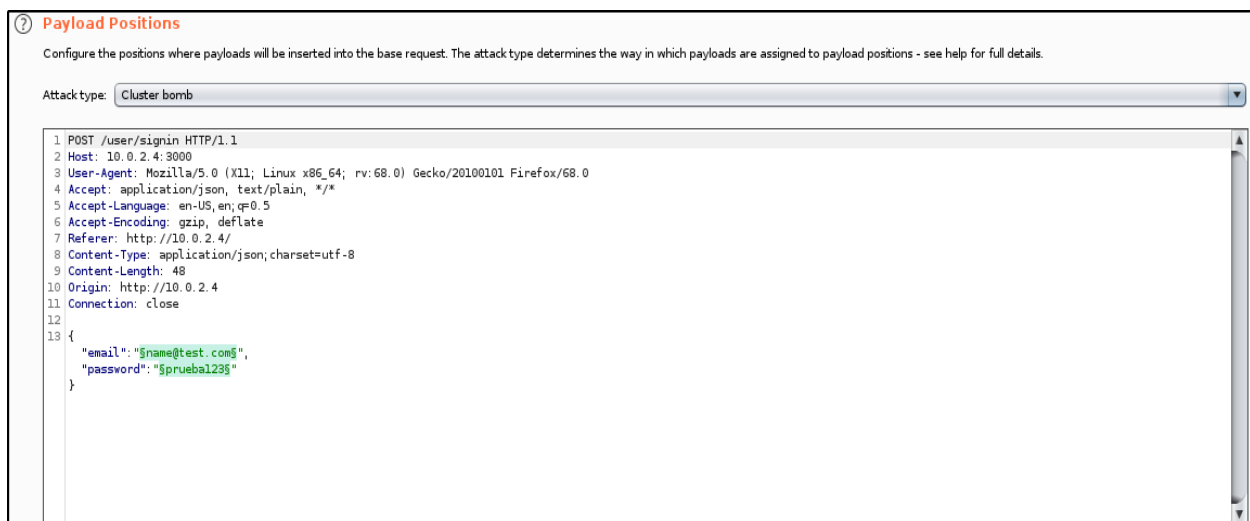 ? Payload Positions
Configure the positions where payloads will be inserted into the base request. The attack type determines the way in which payloads are assigned to payload positions - see help for full details.
Attack type: Cluster bomb
1 POST /user/signin HTTP/1.1
2 Host: 10.0.2.4:3000
3 User-Agent: Mozilla/5.0 (X11; Linux x86_64; rv:68.0) Gecko/20100101 Firefox/68.0
4 Accept: application/json, text/plain, */*
5 Accept-Language: en-US,en;q=0.5
6 Accept-Encoding: gzip, deflate
7 Referer: http://10.0.2.4/
8 Content-Type: application/json;charset=utf-8
9 Content-Length: 48
10 Origin: http://10.0.2.4
11 Connection: close
12
13 {
"email":"§name@test.com§",
"password":"§prueba123§"
}